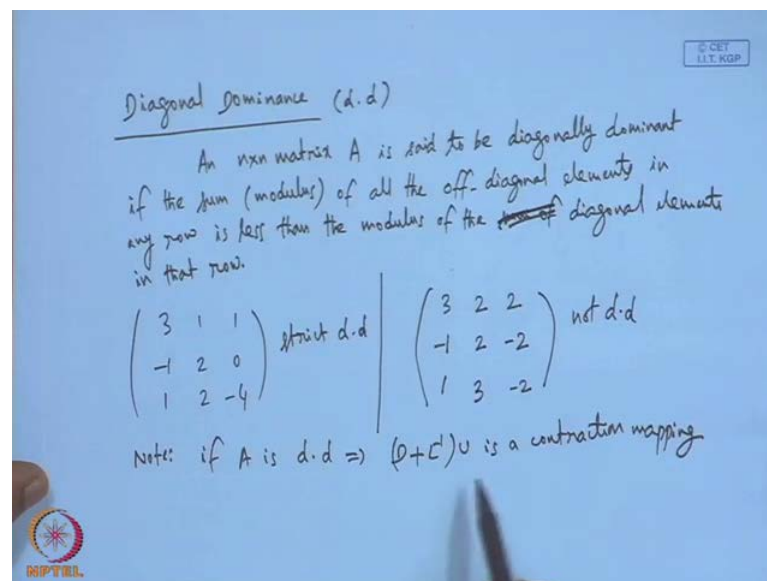 © CET
I.I.T. KGP
Diagonal Dominance (d.d)
An nxn matrix A is said to be diagonally dominant
if the sum (modulus) of all the off-diagonal elements in
any row is less than the modulus of the diagonal elements
in that row.
( 3 1 1 ) | ( 3 2 2 )
( -1 2 0 ) strict d.d | ( -1 2 -2 ) not d.d
( 1 2 -4 ) | ( 1 3 -2 )
Note: if A is d.d => (D+L^1)U is a contraction mapping
NPTEL